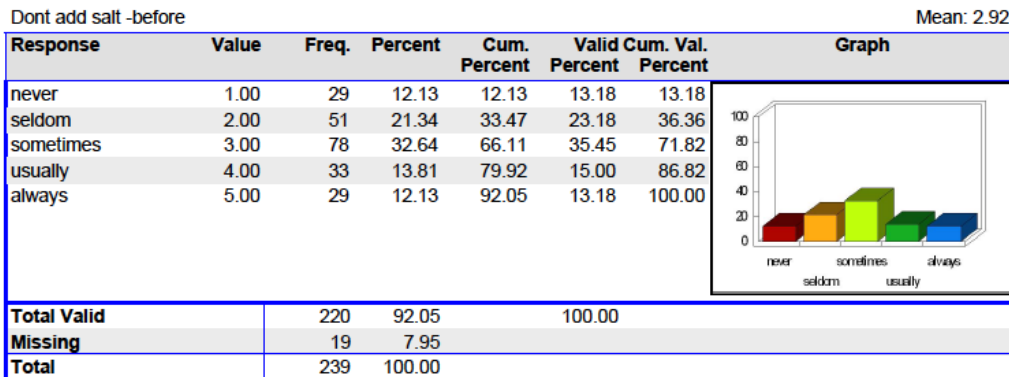 Dont add salt -before Mean: 2.92
Response Value Freq. Percent Cum. Percent Valid Percent Cum. Val. Percent Graph
never 1.00 29 12.13 12.13 13.18 13.18
seldom 2.00 51 21.34 33.47 23.18 36.36
sometimes 3.00 78 32.64 66.11 35.45 71.82
usually 4.00 33 13.81 79.92 15.00 86.82
always 5.00 29 12.13 92.05 13.18 100.00
100
80
60
40
20
0
never sometimes always
seldom usually
Total Valid 220 92.05 100.00
Missing 19 7.95
Total 239 100.00